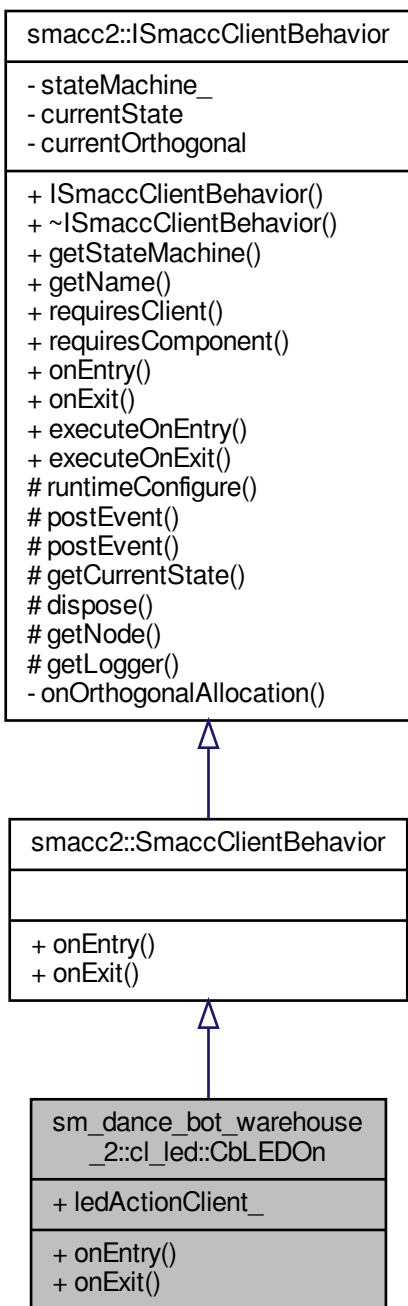 smacc2::ISmaccClientBehavior
- stateMachine_
- currentState
- currentOrthogonal
+ ISmaccClientBehavior()
+ ~ISmaccClientBehavior()
+ getStateMachine()
+ getName()
+ requiresClient()
+ requiresComponent()
+ onEntry()
+ onExit()
+ executeOnEntry()
+ executeOnExit()
# runtimeConfigure()
# postEvent()
# postEvent()
# getCurrentState()
# dispose()
# getNode()
# getLogger()
- onOrthogonalAllocation()
smacc2::SmaccClientBehavior
+ onEntry()
+ onExit()
sm_dance_bot_warehouse
_2::cl_led::CbLEDOn
+ ledActionClient_
+ onEntry()
+ onExit()